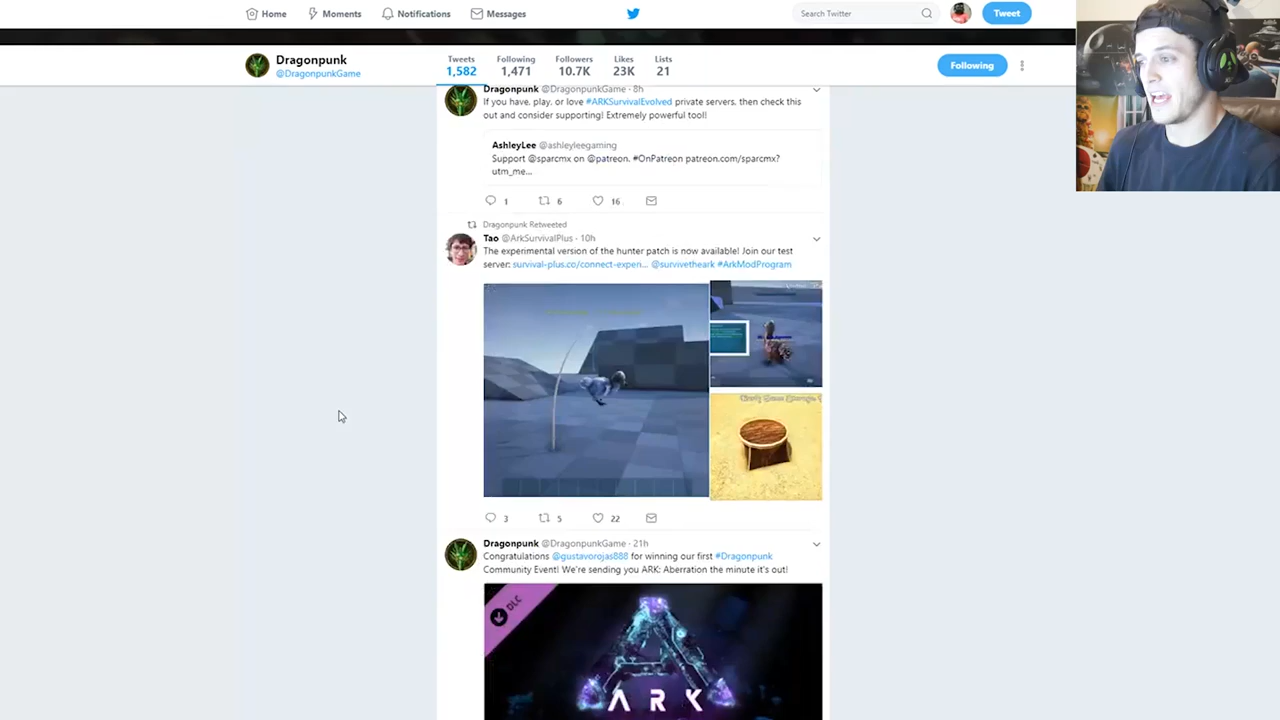 Home
Moments
Notifications
Messages
Search Twitter
Tweet
Dragonpunk
@DragonpunkGame
Tweets
1,582
Following
1,471
Followers
10.7K
Likes
23K
Lists
21
Following
Dragonpunk @DragonpunkGame · 8h
If you have, play, or love #ARKSurvivalEvolved private servers, then check this
out and consider supporting! Extremely powerful tool!
AshleyLee @ashleyleegaming
Support @sparcmx on @patreon. #OnPatreon patreon.com/sparcmx?
utm_me...
1 6 16
Dragonpunk Retweeted
Tao @ArkSurvivalPlus · 10h
The experimental version of the hunter patch is now available! Join our test
server: survival-plus.co/connect-expen... @survivetheark #ArkModProgram
3 5 22
Dragonpunk @DragonpunkGame · 21h
Congratulations @gustavorojas888 for winning our first #Dragonpunk
Community Event! We're sending you ARK: Aberration the minute it's out!
DLC
ARK